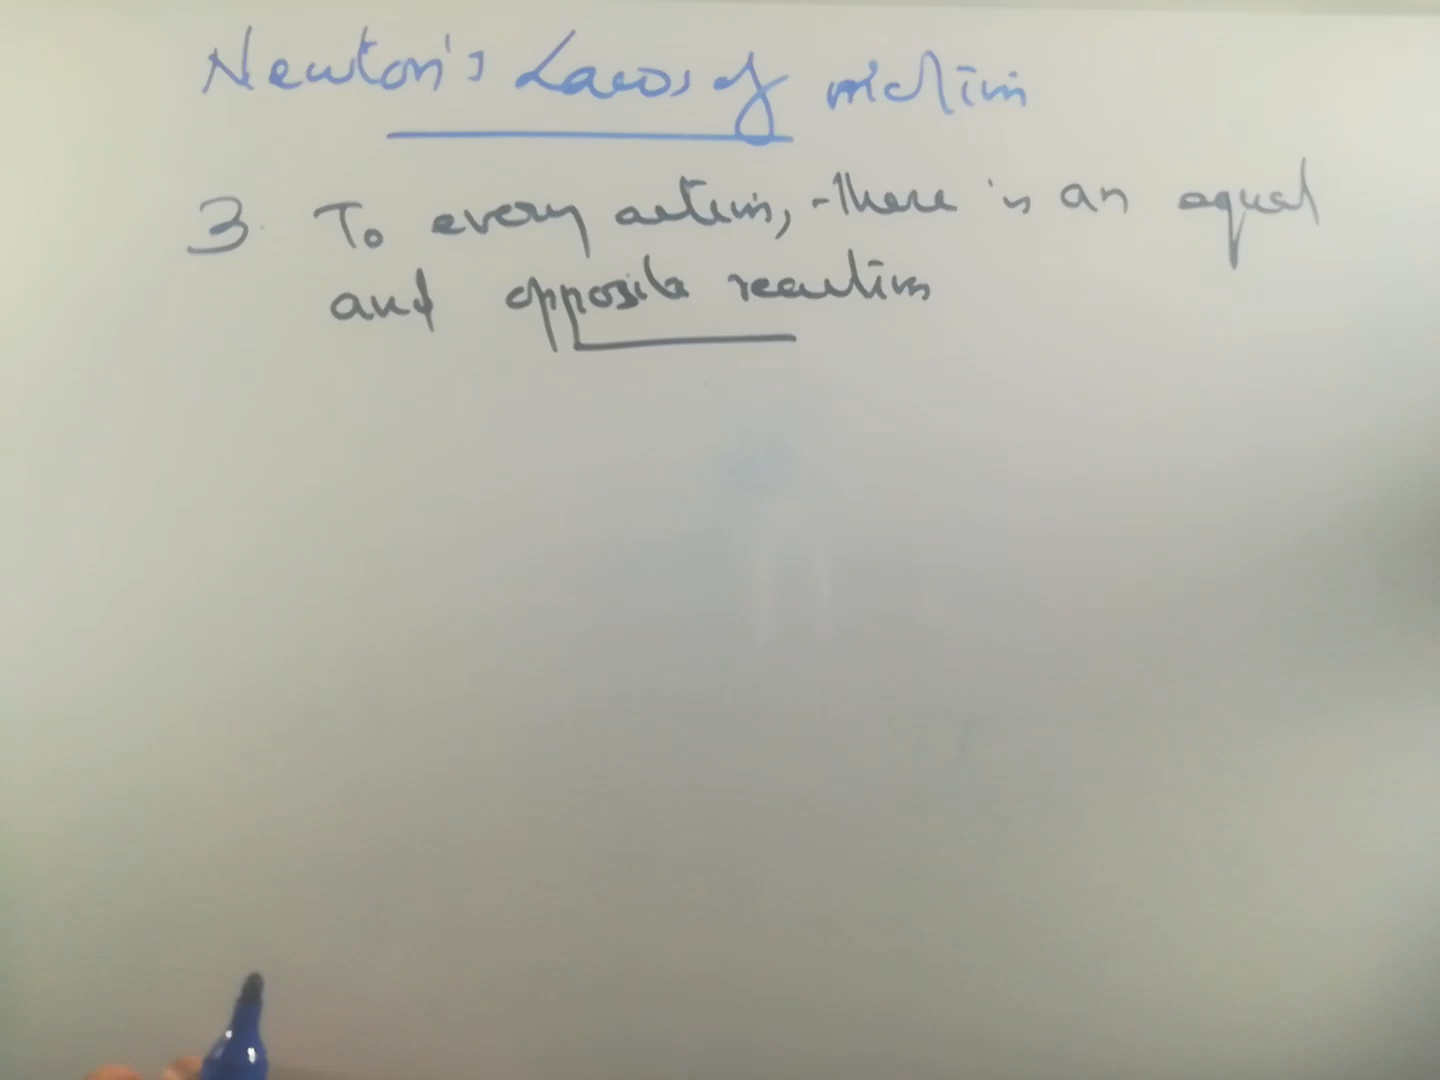 Newton's Laws of motion
3. To every action, there is an equal
and opposite reaction